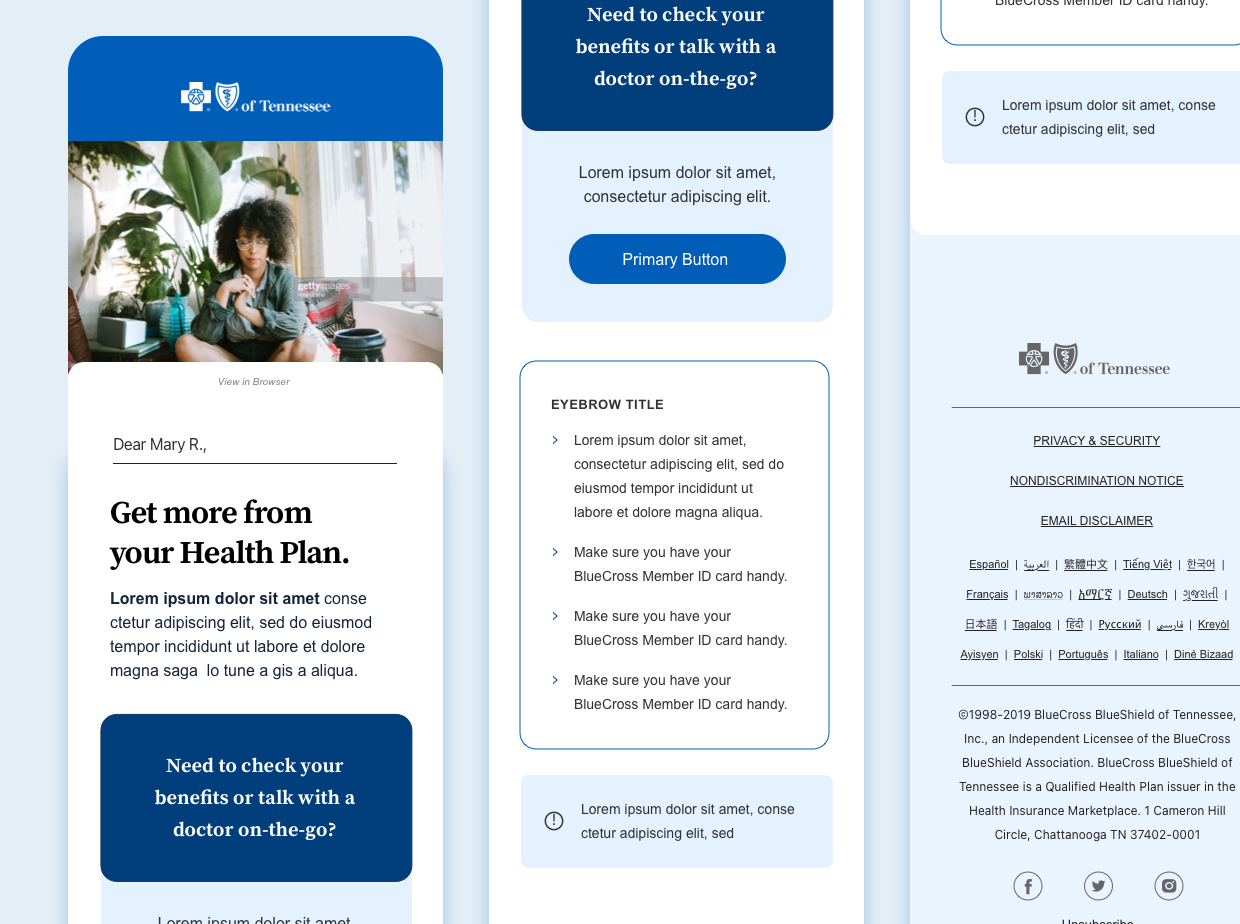 of Tennessee
gettyimages
View in Browser
Dear Mary R.,
Get more from
your Health Plan.
Lorem ipsum dolor sit amet conse
ctetur adipiscing elit, sed do eiusmod
tempor incididunt ut labore et dolore
magna saga lo tune a gis a aliqua.
Need to check your
benefits or talk with a
doctor on-the-go?
Lorem ipsum dolor sit amet
Need to check your
benefits or talk with a
doctor on-the-go?
Lorem ipsum dolor sit amet,
consectetur adipiscing elit.
Primary Button
EYEBROW TITLE
Lorem ipsum dolor sit amet,
consectetur adipiscing elit, sed do
eiusmod tempor incididunt ut
labore et dolore magna aliqua.
Make sure you have your
BlueCross Member ID card handy.
Make sure you have your
BlueCross Member ID card handy.
Make sure you have your
BlueCross Member ID card handy.
Lorem ipsum dolor sit amet, conse
ctetur adipiscing elit, sed
BlueCross Member ID card handy.
Lorem ipsum dolor sit amet, conse
ctetur adipiscing elit, sed
of Tennessee
PRIVACY & SECURITY
NONDISCRIMINATION NOTICE
EMAIL DISCLAIMER
Español | العربية | 繁體中文 | Tiếng Việt | 한국어 |
Français | ພາສາລາວ | አማርኛ | Deutsch | ગુજરાતી |
日本語 | Tagalog | हिंदी | Русский | فارسی | Kreyòl
Ayisyen | Polski | Português | Italiano | Diné Bizaad
©1998-2019 BlueCross BlueShield of Tennessee,
Inc., an Independent Licensee of the BlueCross
BlueShield Association. BlueCross BlueShield of
Tennessee is a Qualified Health Plan issuer in the
Health Insurance Marketplace. 1 Cameron Hill
Circle, Chattanooga TN 37402-0001
Unsubscribe